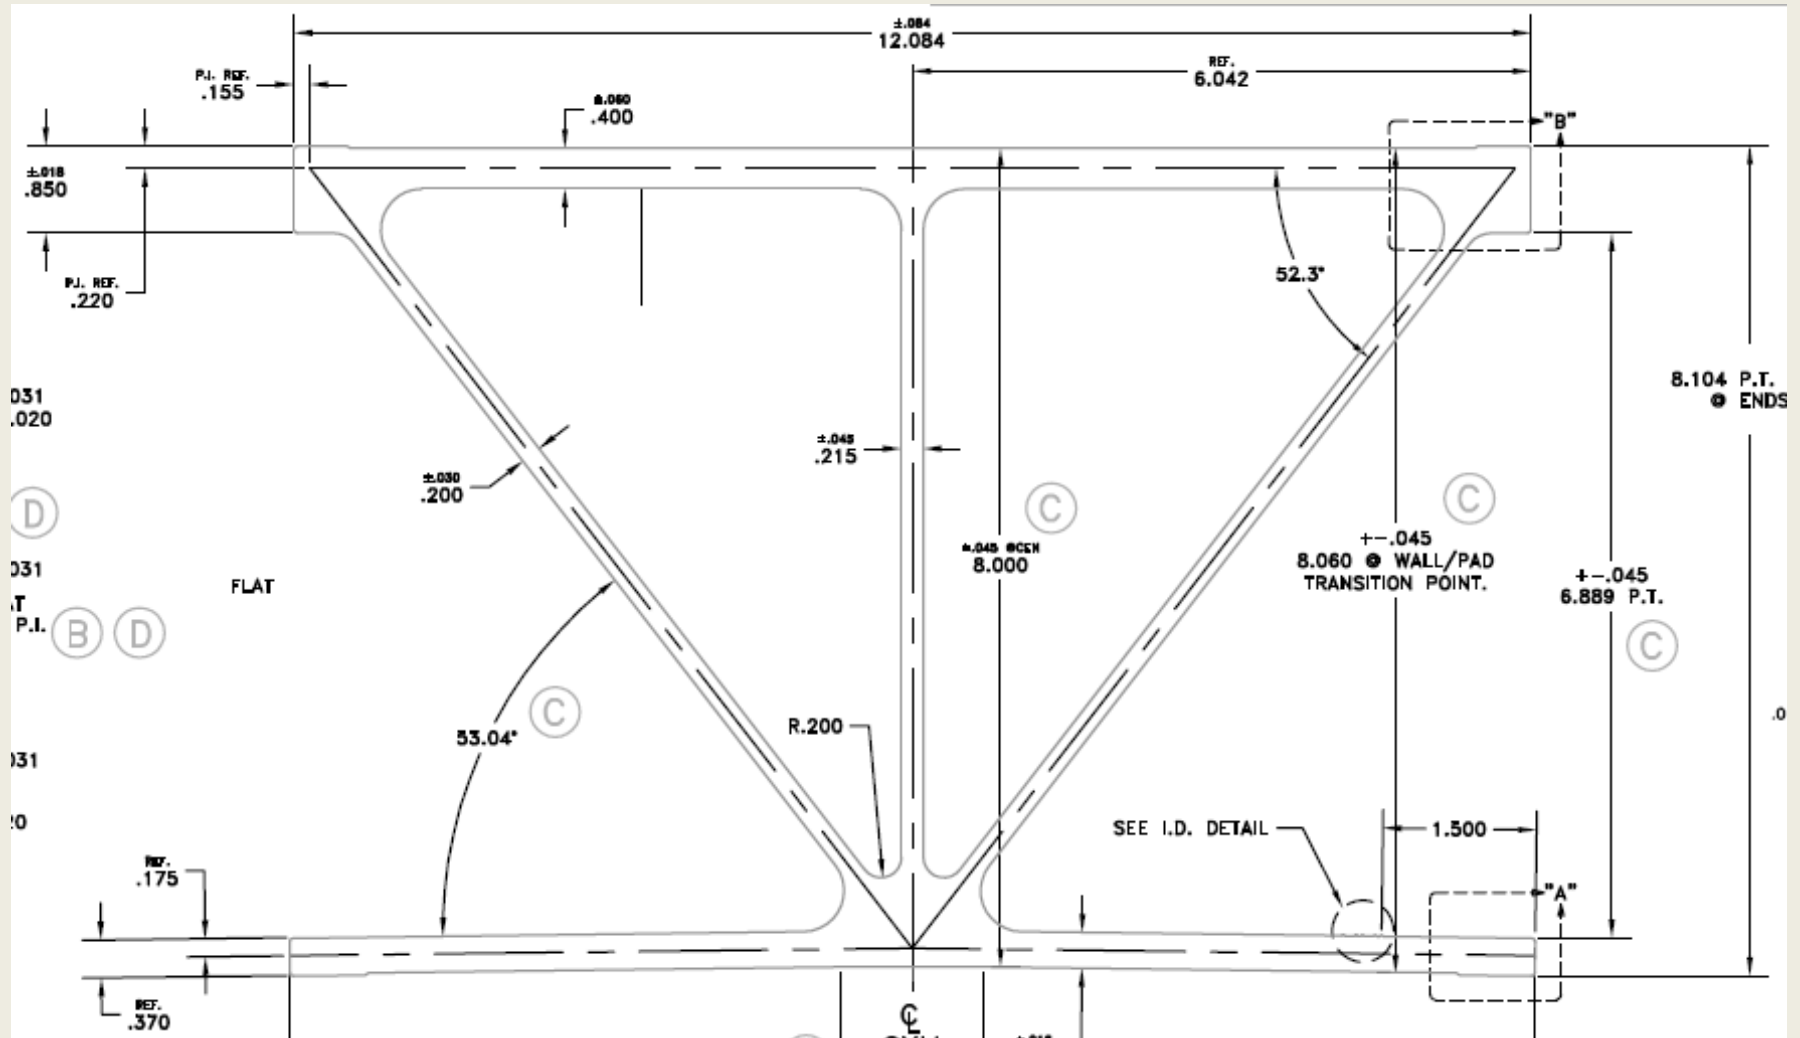 ±.084
12.084
REF.
6.042
P.I. REF.
.155
±.060
.400
"B"
±.018
.850
P.I. REF.
.220
52.3°
031
.020
8.104 P.T.
@ ENDS
±.045
.215
±.030
.200
D
C
C
+-.045
8.060 @ WALL/PAD
TRANSITION POINT.
±.045 @CEN
8.000
031
FLAT
+-.045
6.889 P.T.
P.I.
B
D
C
C
53.04°
R.200
.0
031
SEE I.D. DETAIL
1.500
REF.
.175
"A"
REF.
.370
℄